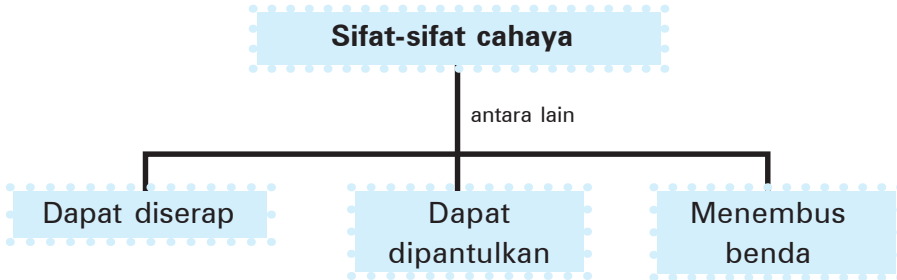 Sifat-sifat cahaya
antara lain
Dapat diserap
Dapat
dipantulkan
Menembus
benda